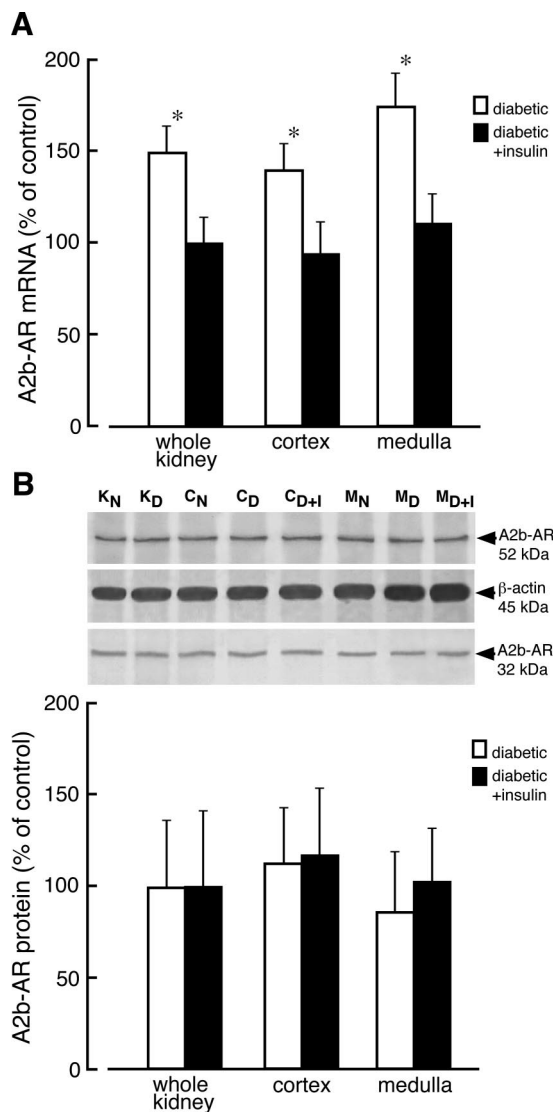 A
A2b-AR mRNA (% of control)
200
150
100
50
0
*
*
*
diabetic
diabetic
+insulin
whole
kidney
cortex
medulla
B
KN KD CN CD CD+I MN MD MD+I
A2b-AR
52 kDa
β-actin
45 kDa
A2b-AR
32 kDa
A2b-AR protein (% of control)
200
150
100
50
0
diabetic
diabetic
+insulin
whole
kidney
cortex
medulla